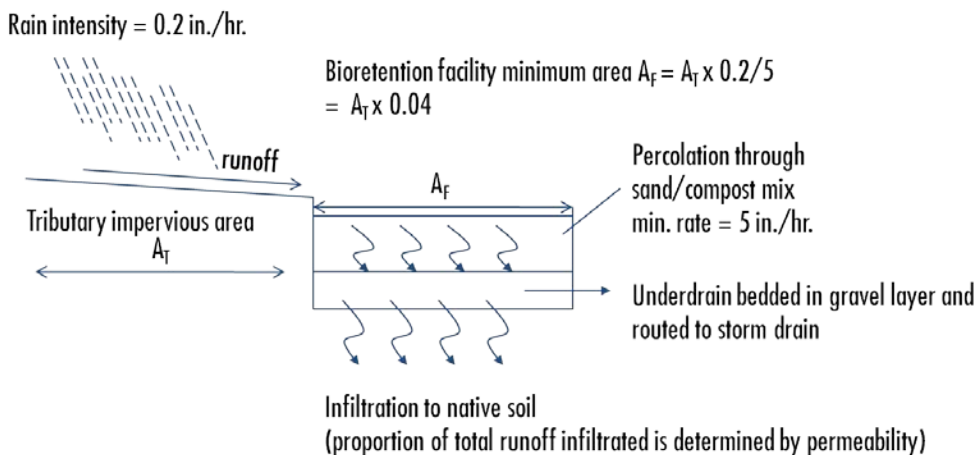 Rain intensity = 0.2 in./hr.
Bioretention facility minimum area A_F = A_T x 0.2/5
= A_T x 0.04
runoff
A_F
Percolation through
sand/compost mix
min. rate = 5 in./hr.
Tributary impervious area
A_T
Underdrain bedded in gravel layer and
routed to storm drain
Infiltration to native soil
(proportion of total runoff infiltrated is determined by permeability)